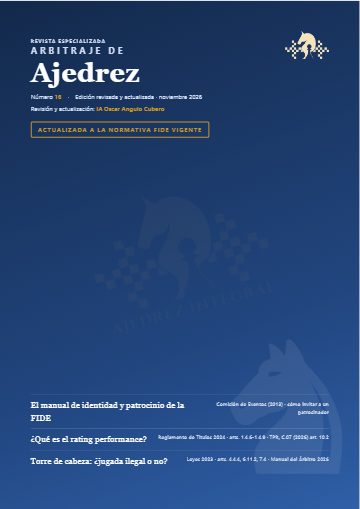 REVISTA ESPECIALIZADA
ARBITRAJE DE
Ajedrez
Número 16 · Edición revisada y actualizada · noviembre 2026
Revisión y actualización: IA Oscar Angulo Cubero
ACTUALIZADA A LA NORMATIVA FIDE VIGENTE
AJEDREZ INTEGRAL
El manual de identidad y patrocinio de la FIDE
Comisión de Eventos (2013) · cómo invitar a un patrocinador
¿Qué es el rating performance?
Reglamento de Títulos 2024 · arts. 1.4.6-1.4.9 · TPR, C.07 (2026) art. 10.2
Torre de cabeza: ¿jugada ilegal o no?
Leyes 2023 · arts. 4.4.4, 6.11.2, 7.4 · Manual del Árbitro 2025